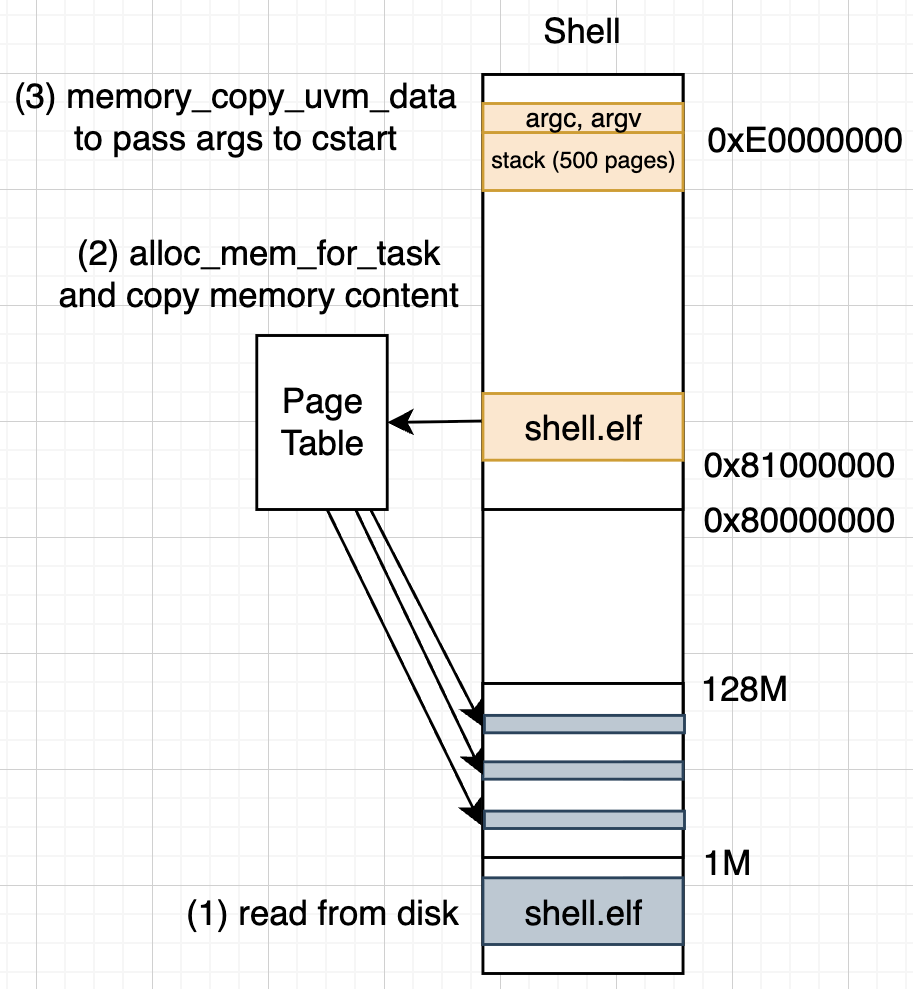 Shell
(3) memory_copy_uvm_data
to pass args to cstart
argc, argv
stack (500 pages)
0xE0000000
(2) alloc_mem_for_task
and copy memory content
Page
Table
shell.elf
0x81000000
0x80000000
128M
1M
(1) read from disk
shell.elf